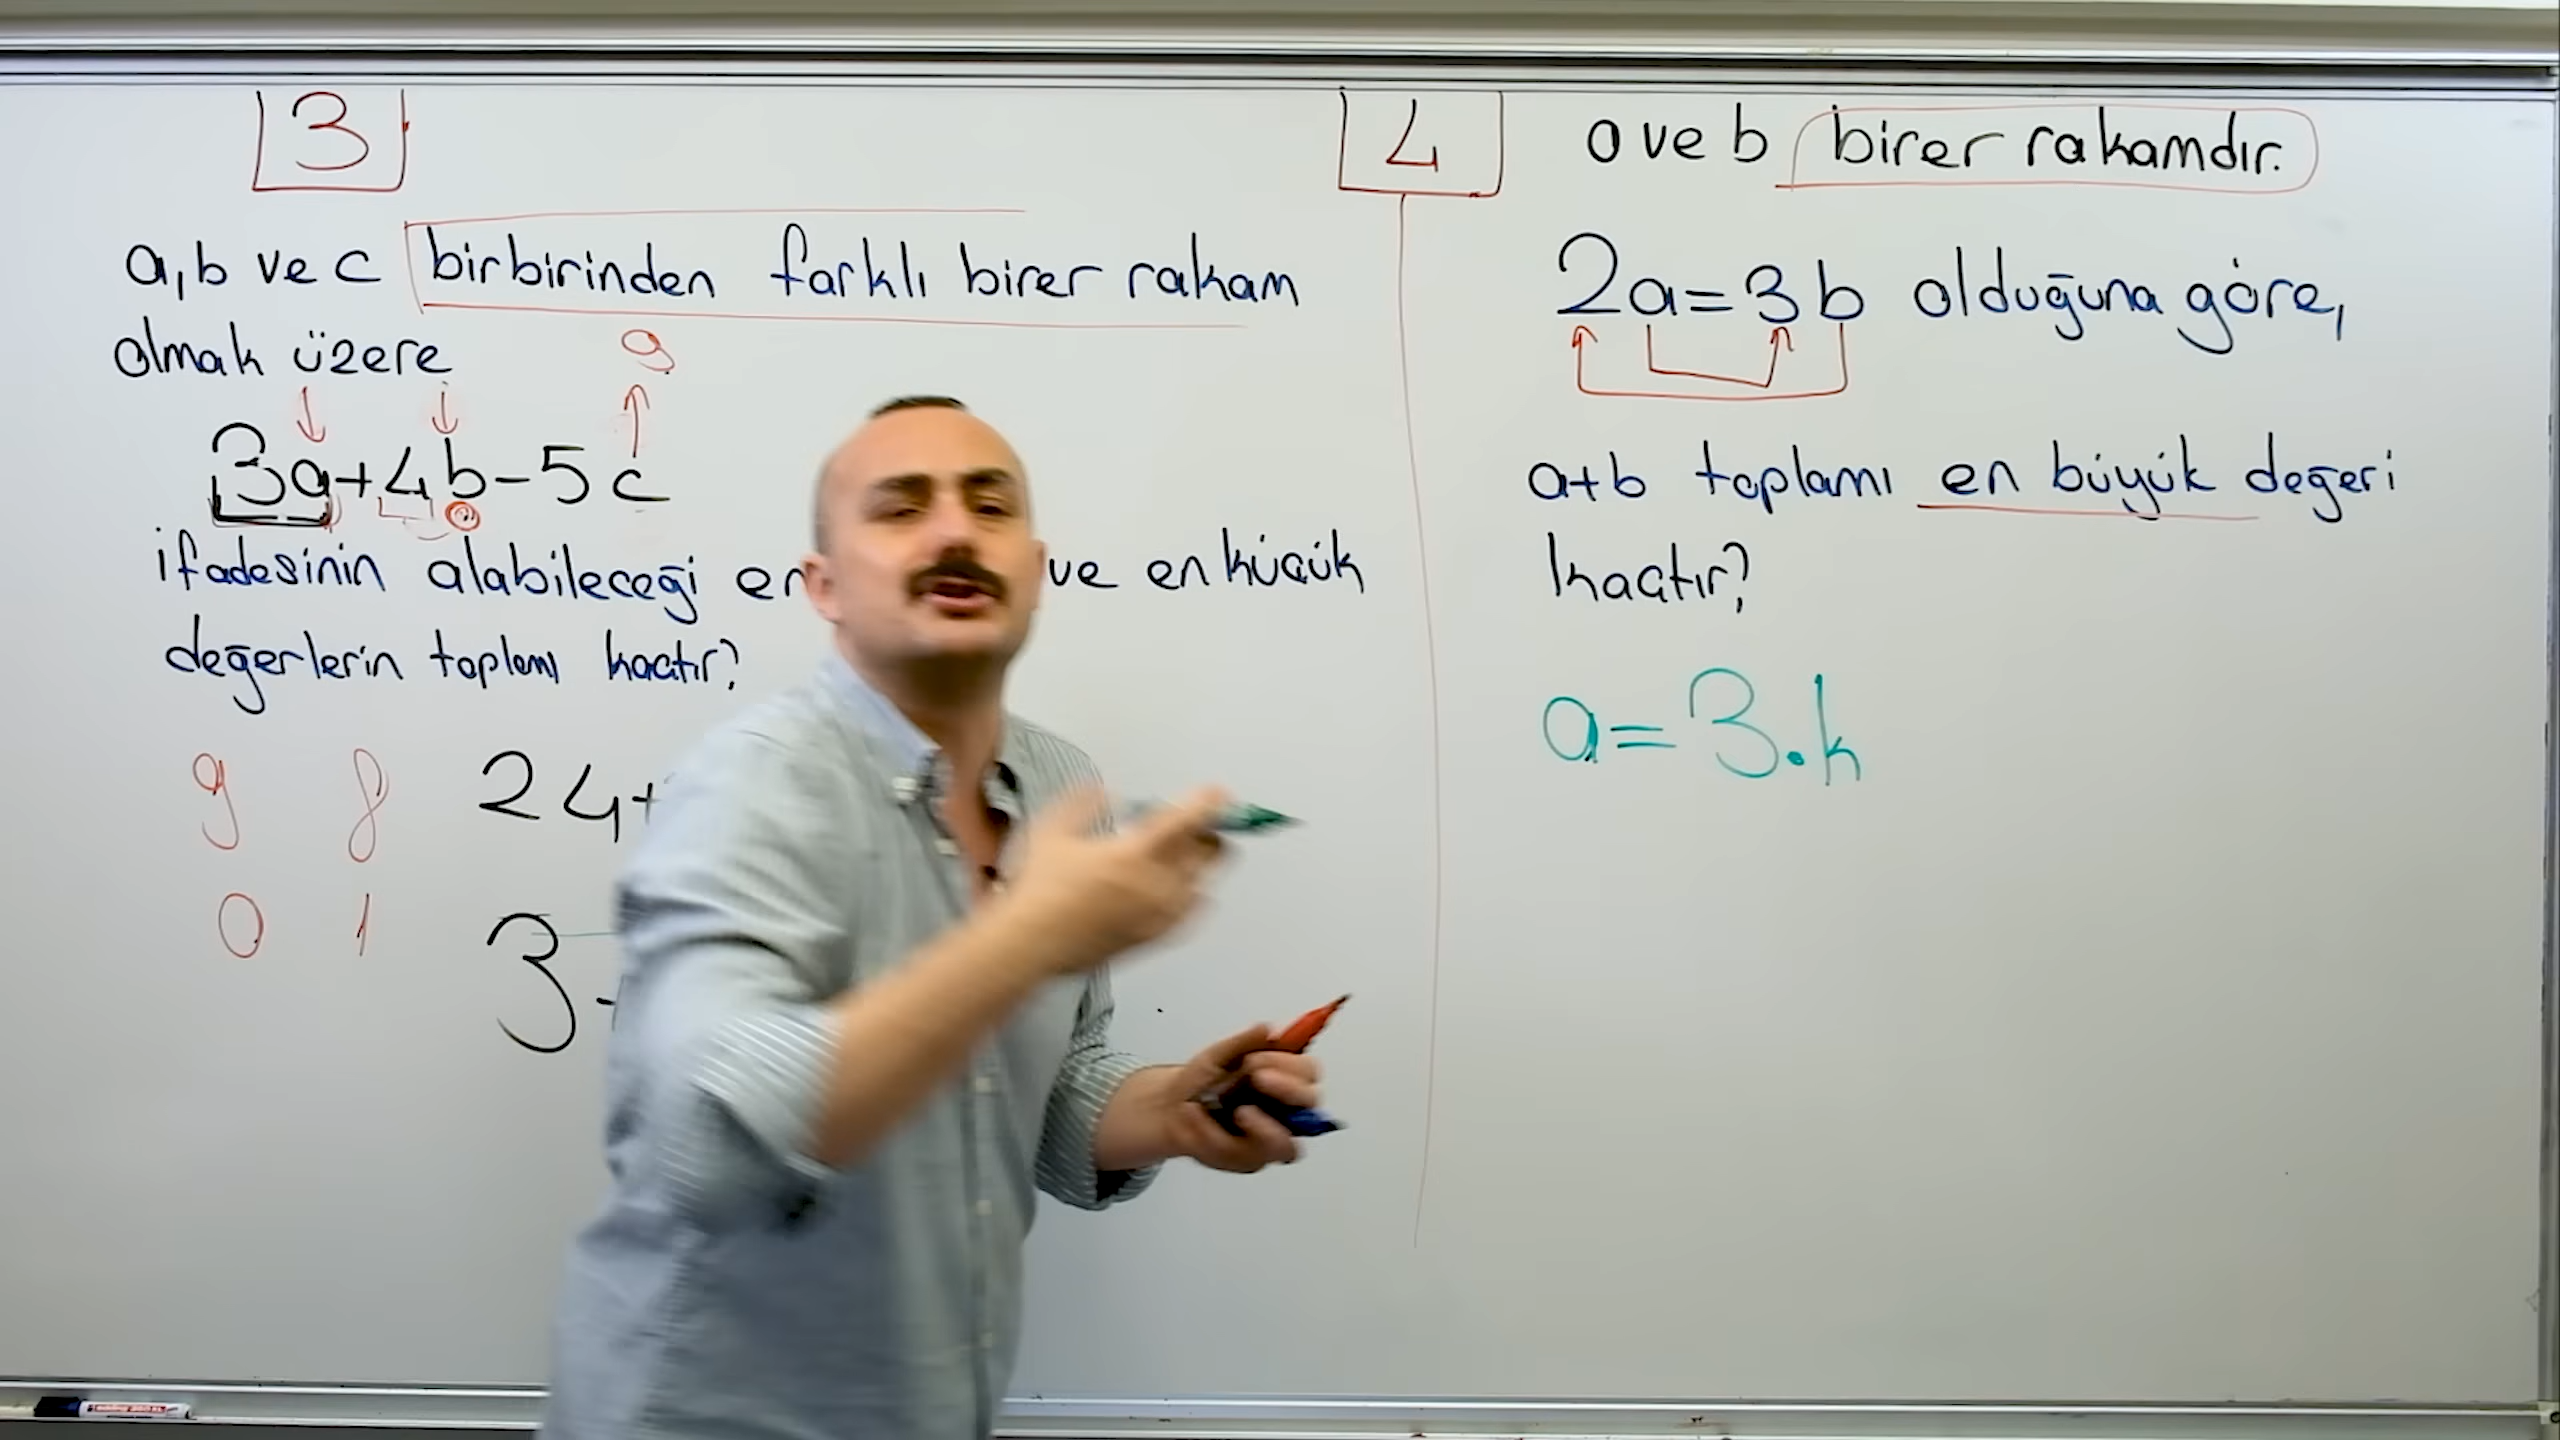 3
a, b ve c birbirinden farklı birer rakam
olmak üzere
9
3a+4b-5c
ifadesinin alabileceği en ve en küçük
değerlerin toplamı kaçtır?
9 8 24+
0 1 3-
4 a ve b birer rakamdır.
2a=3b olduğuna göre,
a+b toplamı en büyük değeri
kaçtır?
a=3.k